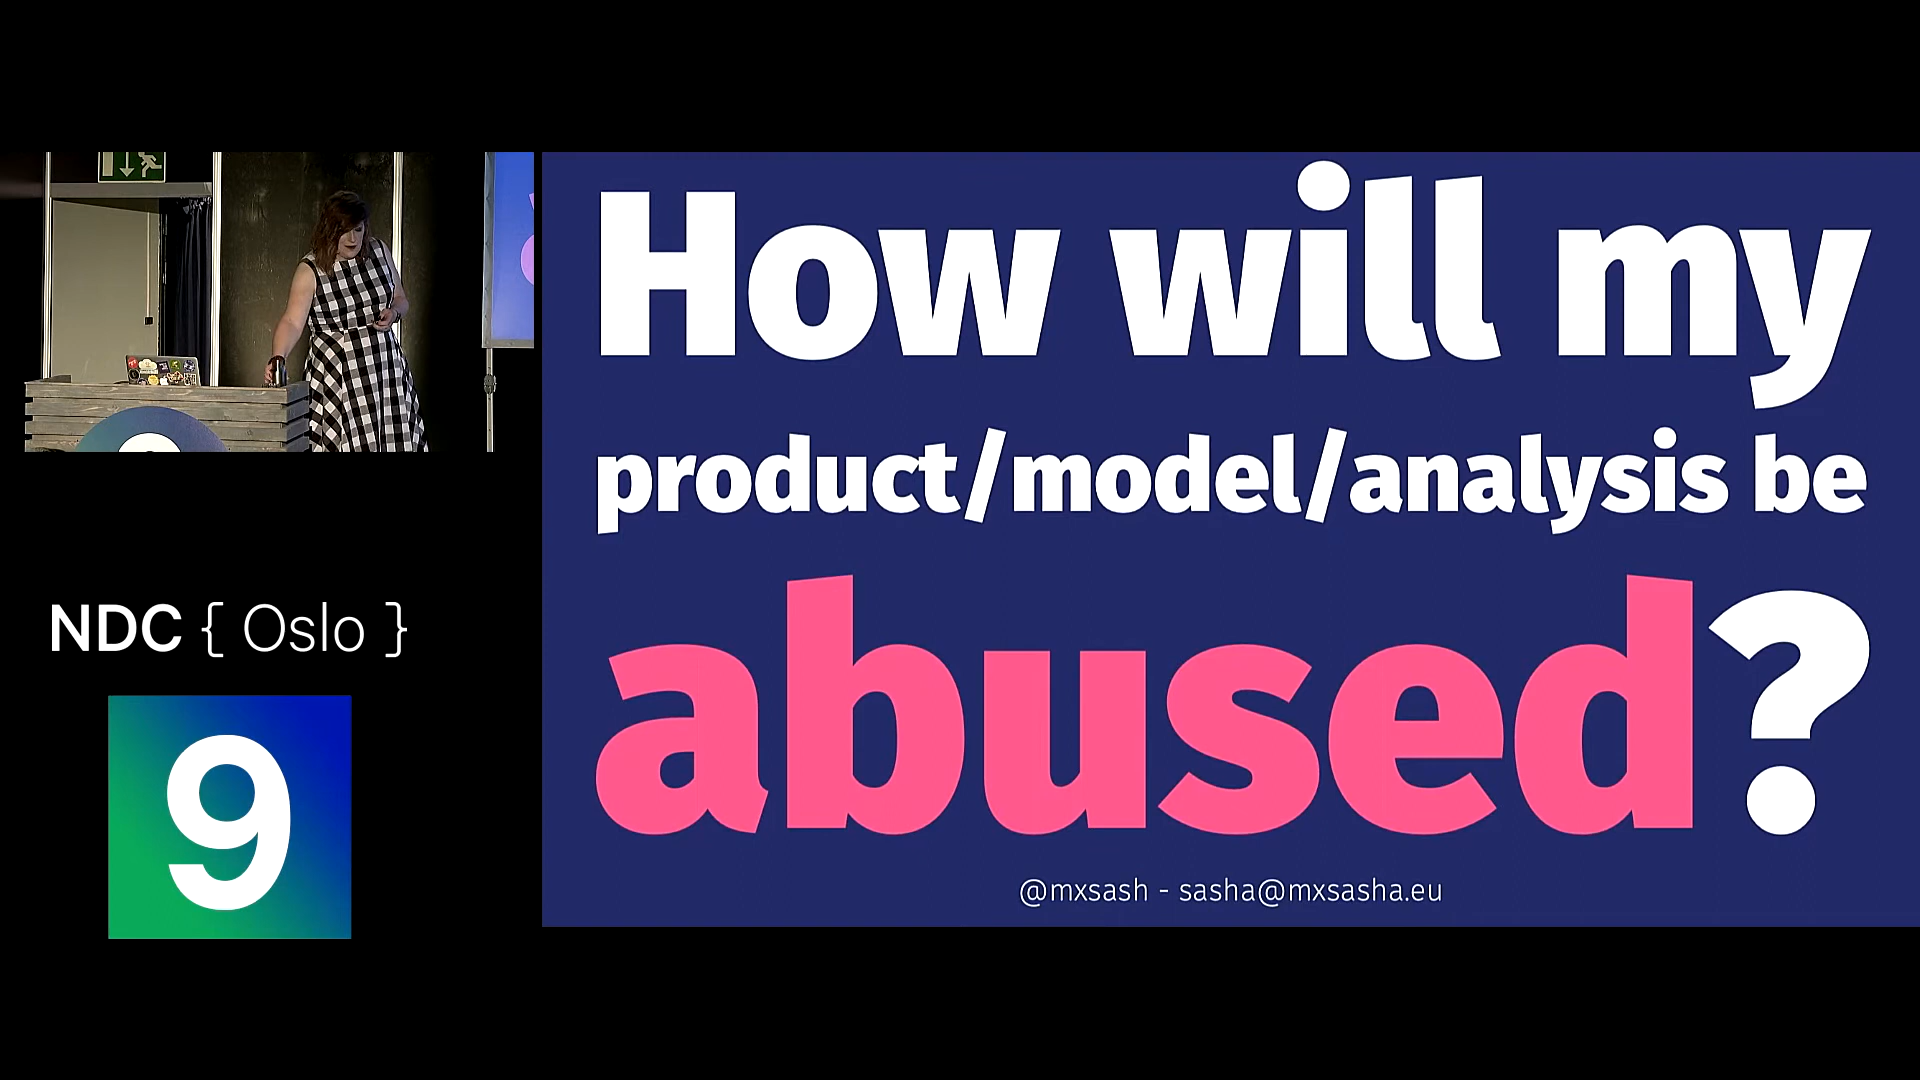 NDC { Oslo }
9
How will my
product/model/analysis be
abused?
@mxsash - sasha@mxsasha.eu